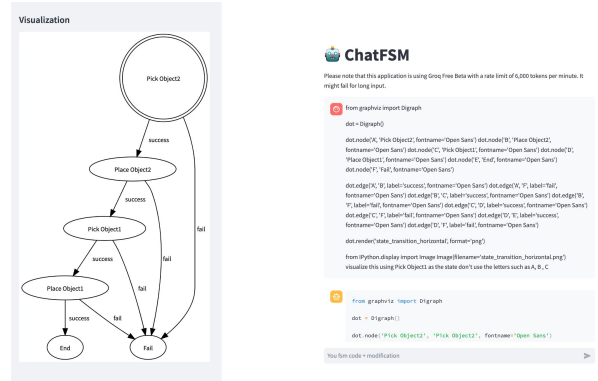 Visualization
Pick Object2
success
Place Object2
success
Pick Object1
fail
success
fail
fail
Place Object1
success
fail
End
Fail
ChatFSM
Please note that this application is using Groq Free Beta with a rate limit of 6,000 tokens per minute. It
might fail for long input.
from graphviz import Digraph
dot = Digraph()
dot.node('A', 'Pick Object2', fontname='Open Sans') dot.node('B', 'Place Object2',
fontname='Open Sans') dot.node('C', 'Pick Object1', fontname='Open Sans') dot.node('D',
'Place Object1', fontname='Open Sans') dot.node('E', 'End', fontname='Open Sans')
dot.node('F', 'Fail', fontname='Open Sans')
dot.edge('A', 'B', label='success', fontname='Open Sans') dot.edge('A', 'F', label='fail',
fontname='Open Sans') dot.edge('B', 'C', label='success', fontname='Open Sans') dot.edge('B',
'F', label='fail', fontname='Open Sans') dot.edge('C', 'D', label='success', fontname='Open Sans')
dot.edge('C', 'F', label='fail', fontname='Open Sans') dot.edge('D', 'E', label='success',
fontname='Open Sans') dot.edge('D', 'F', label='fail', fontname='Open Sans')
dot.render('state_transition_horizontal', format='png')
from IPython.display import Image Image(filename='state_transition_horizontal.png')
visualize this using Pick Object1 as the state don't use the letters such as A, B , C
from graphviz import Digraph
dot = Digraph()
dot.node('Pick Object2', 'Pick Object2', fontname='Open Sans')
You fsm code + modification